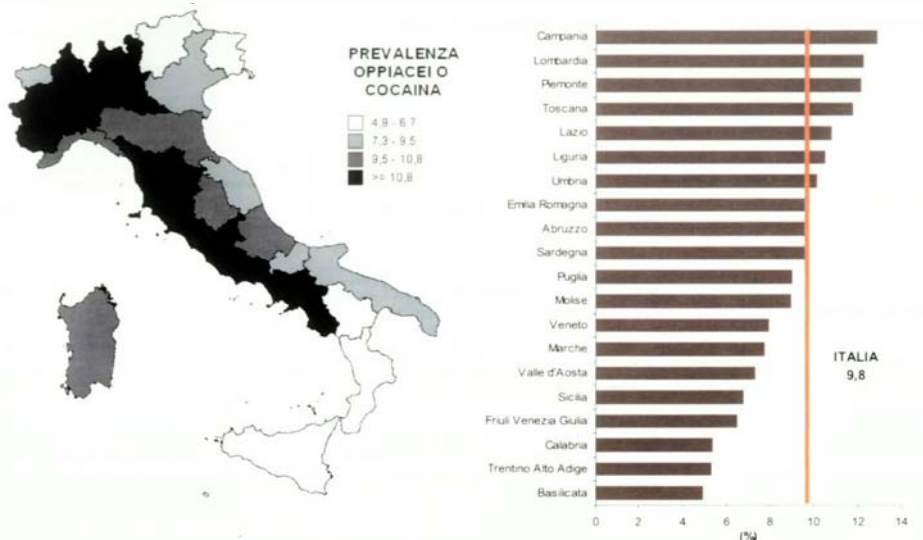 PREVALENZA
OPPIACEI O
COCAINA
4,9 - 6,7
7,3 - 9,5
9,5 - 10,8
>= 10,8
Campania
Lombardia
Piemonte
Toscana
Lazio
Liguria
Umbria
Emilia Romagna
Abruzzo
Sardegna
Puglia
Molise
Veneto
Marche
Valle d'Aosta
Sicilia
Friuli Venezia Giulia
Calabria
Trentino Alto Adige
Basilicata
ITALIA
9,8
0 2 4 6 8 10 12 14
(%)